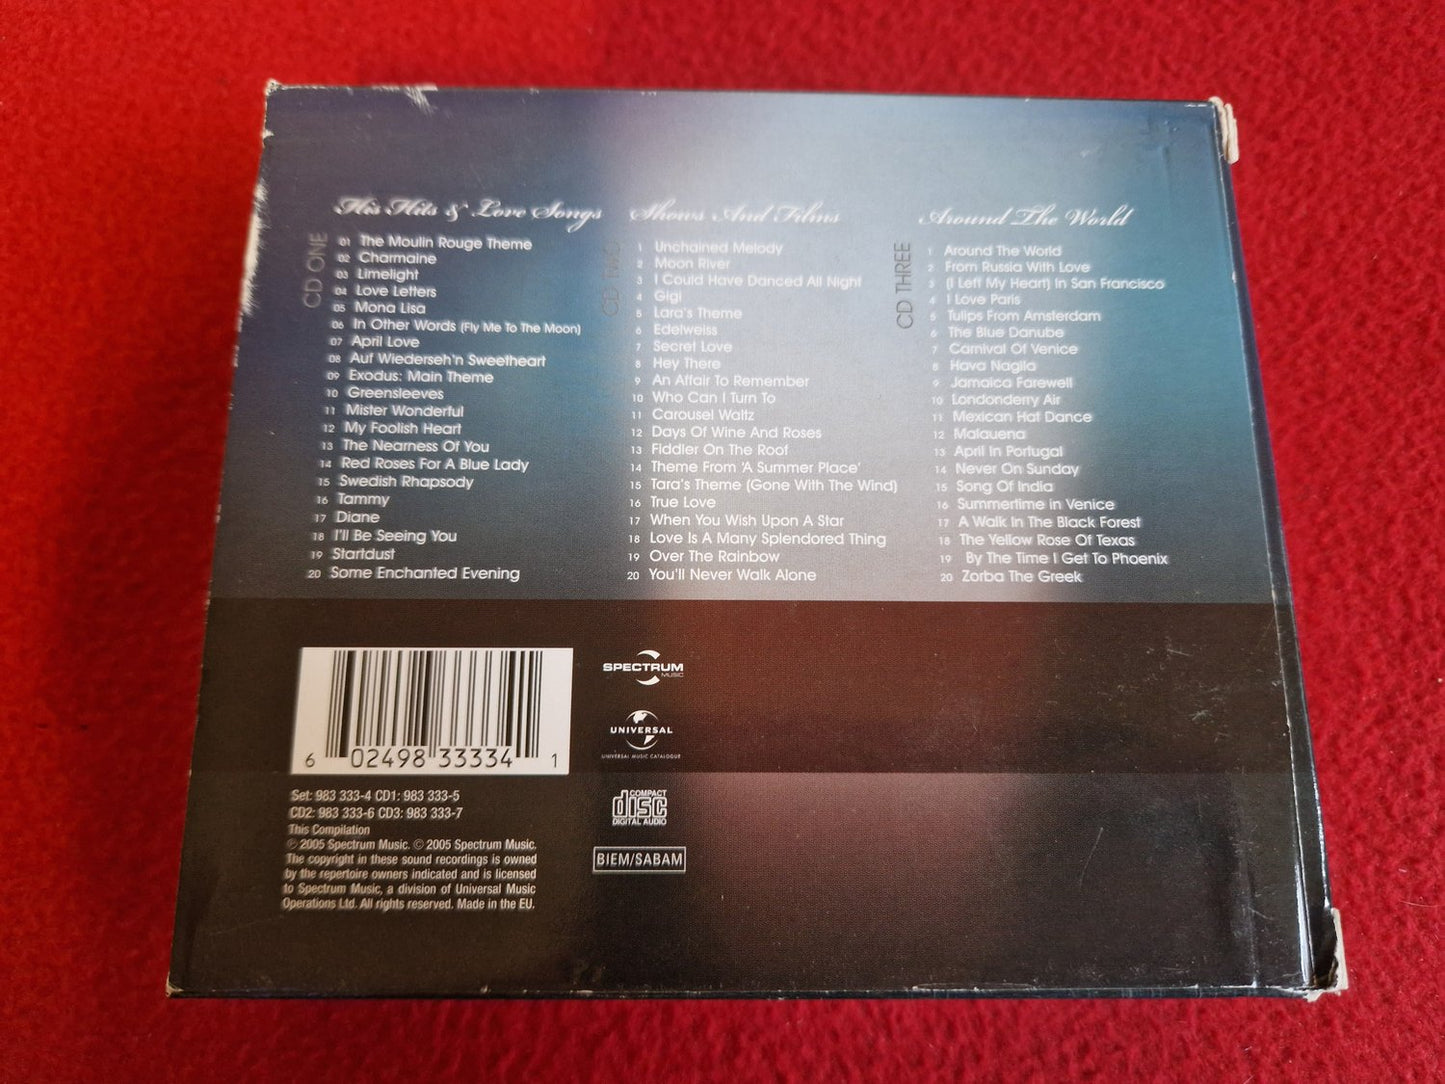 His Hits & Love Songs
CD ONE
01 The Moulin Rouge Theme
02 Charmaine
03 Limelight
04 Love Letters
05 Mona Lisa
06 In Other Words (Fly Me To The Moon)
07 April Love
08 Auf Wiederseh'n Sweetheart
09 Exodus: Main Theme
10 Greensleeves
11 Mister Wonderful
12 My Foolish Heart
13 The Nearness Of You
14 Red Roses For A Blue Lady
15 Swedish Rhapsody
16 Tammy
17 Diane
18 I'll Be Seeing You
19 Startdust
20 Some Enchanted Evening
Shows And Films
CD TWO
1 Unchained Melody
2 Moon River
3 I Could Have Danced All Night
4 Gigi
5 Lara's Theme
6 Edelweiss
7 Secret Love
8 Hey There
9 An Affair To Remember
10 Who Can I Turn To
11 Carousel Waltz
12 Days Of Wine And Roses
13 Fiddler On The Roof
14 Theme From 'A Summer Place'
15 Tara's Theme (Gone With The Wind)
16 True Love
17 When You Wish Upon A Star
18 Love Is A Many Splendored Thing
19 Over The Rainbow
20 You'll Never Walk Alone
Around The World
CD THREE
1 Around The World
2 From Russia With Love
3 (I Left My Heart) In San Francisco
4 I Love Paris
5 Tulips From Amsterdam
6 The Blue Danube
7 Carnival Of Venice
8 Hava Nagila
9 Jamaica Farewell
10 Londonderry Air
11 Mexican Hat Dance
12 Malauena
13 April In Portugal
14 Never On Sunday
15 Song Of India
16 Summertime in Venice
17 A Walk In The Black Forest
18 The Yellow Rose Of Texas
19 By The Time I Get To Phoenix
20 Zorba The Greek
6 02498 33334 1
Set: 983 333-4 CD1: 983 333-5
CD2: 983 333-6 CD3: 983 333-7
This Compilation
℗ 2005 Spectrum Music. © 2005 Spectrum Music.
The copyright in these sound recordings is owned
by the repertoire owners indicated and is licensed
to Spectrum Music, a division of Universal Music
Operations Ltd. All rights reserved. Made in the EU.
SPECTRUM
MUSIC
UNIVERSAL
UNIVERSAL MUSIC CATALOGUE
COMPACT
disc
DIGITAL AUDIO
BIEM/SABAM